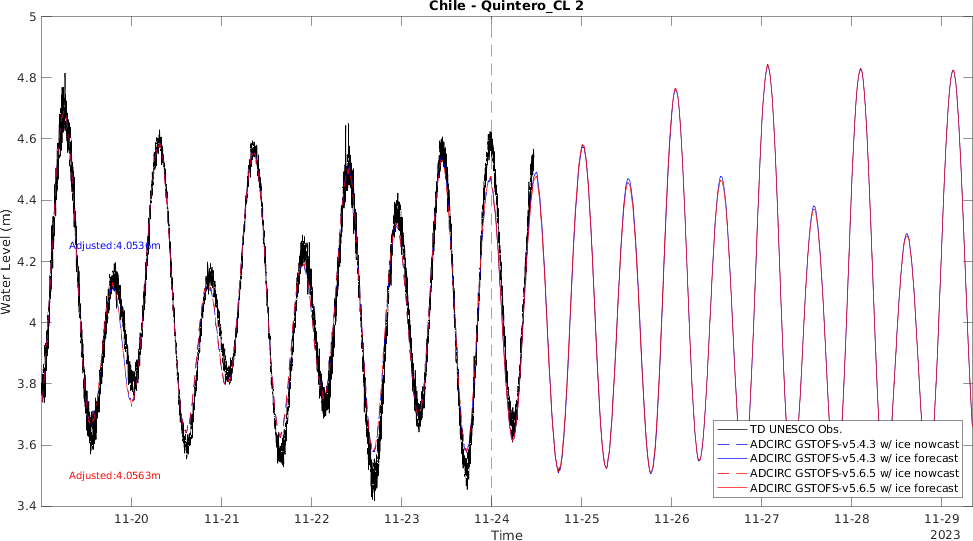 Chile - Quintero_CL 2
Water Level (m)
5
4.8
4.6
4.4
4.2
4
3.8
3.6
3.4
Adjusted:4.0536m
Adjusted:4.0563m
TD UNESCO Obs.
ADCIRC GSTOFS-v5.4.3 w/ ice nowcast
ADCIRC GSTOFS-v5.4.3 w/ ice forecast
ADCIRC GSTOFS-v5.6.5 w/ ice nowcast
ADCIRC GSTOFS-v5.6.5 w/ ice forecast
11-20 11-21 11-22 11-23 11-24 11-25 11-26 11-27 11-28 11-29
2023
Time